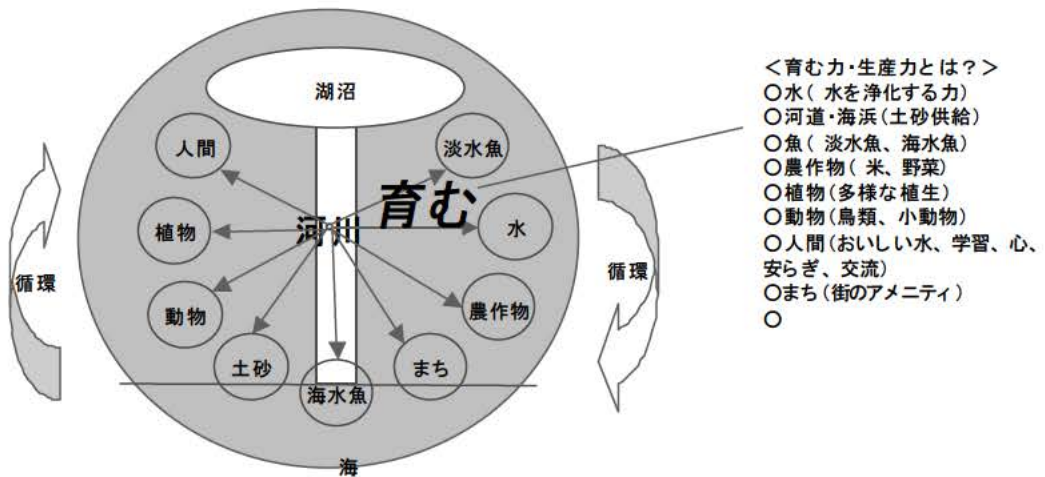 湖沼
人間
淡水魚
育む
植物
河川
水
循環
循環
動物
農作物
土砂
まち
海水魚
海
<育む力・生産力とは?>
○水( 水を浄化する力)
○河道・海浜(土砂供給)
○魚( 淡水魚、海水魚)
○農作物( 米、野菜)
○植物(多様な植生)
○動物(鳥類、小動物)
○人間(おいしい水、学習、心、
安らぎ、交流)
○まち(街のアメニティ)
○